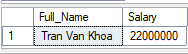 Full_Name Salary
1 Tran Van Khoa 22000000